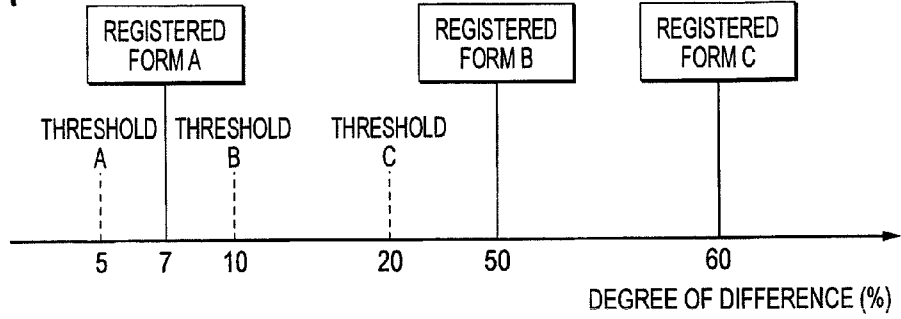 REGISTERED
FORM A
REGISTERED
FORM B
REGISTERED
FORM C
THRESHOLD
A
THRESHOLD
B
THRESHOLD
C
5 7 10 20 50 60
DEGREE OF DIFFERENCE (%)